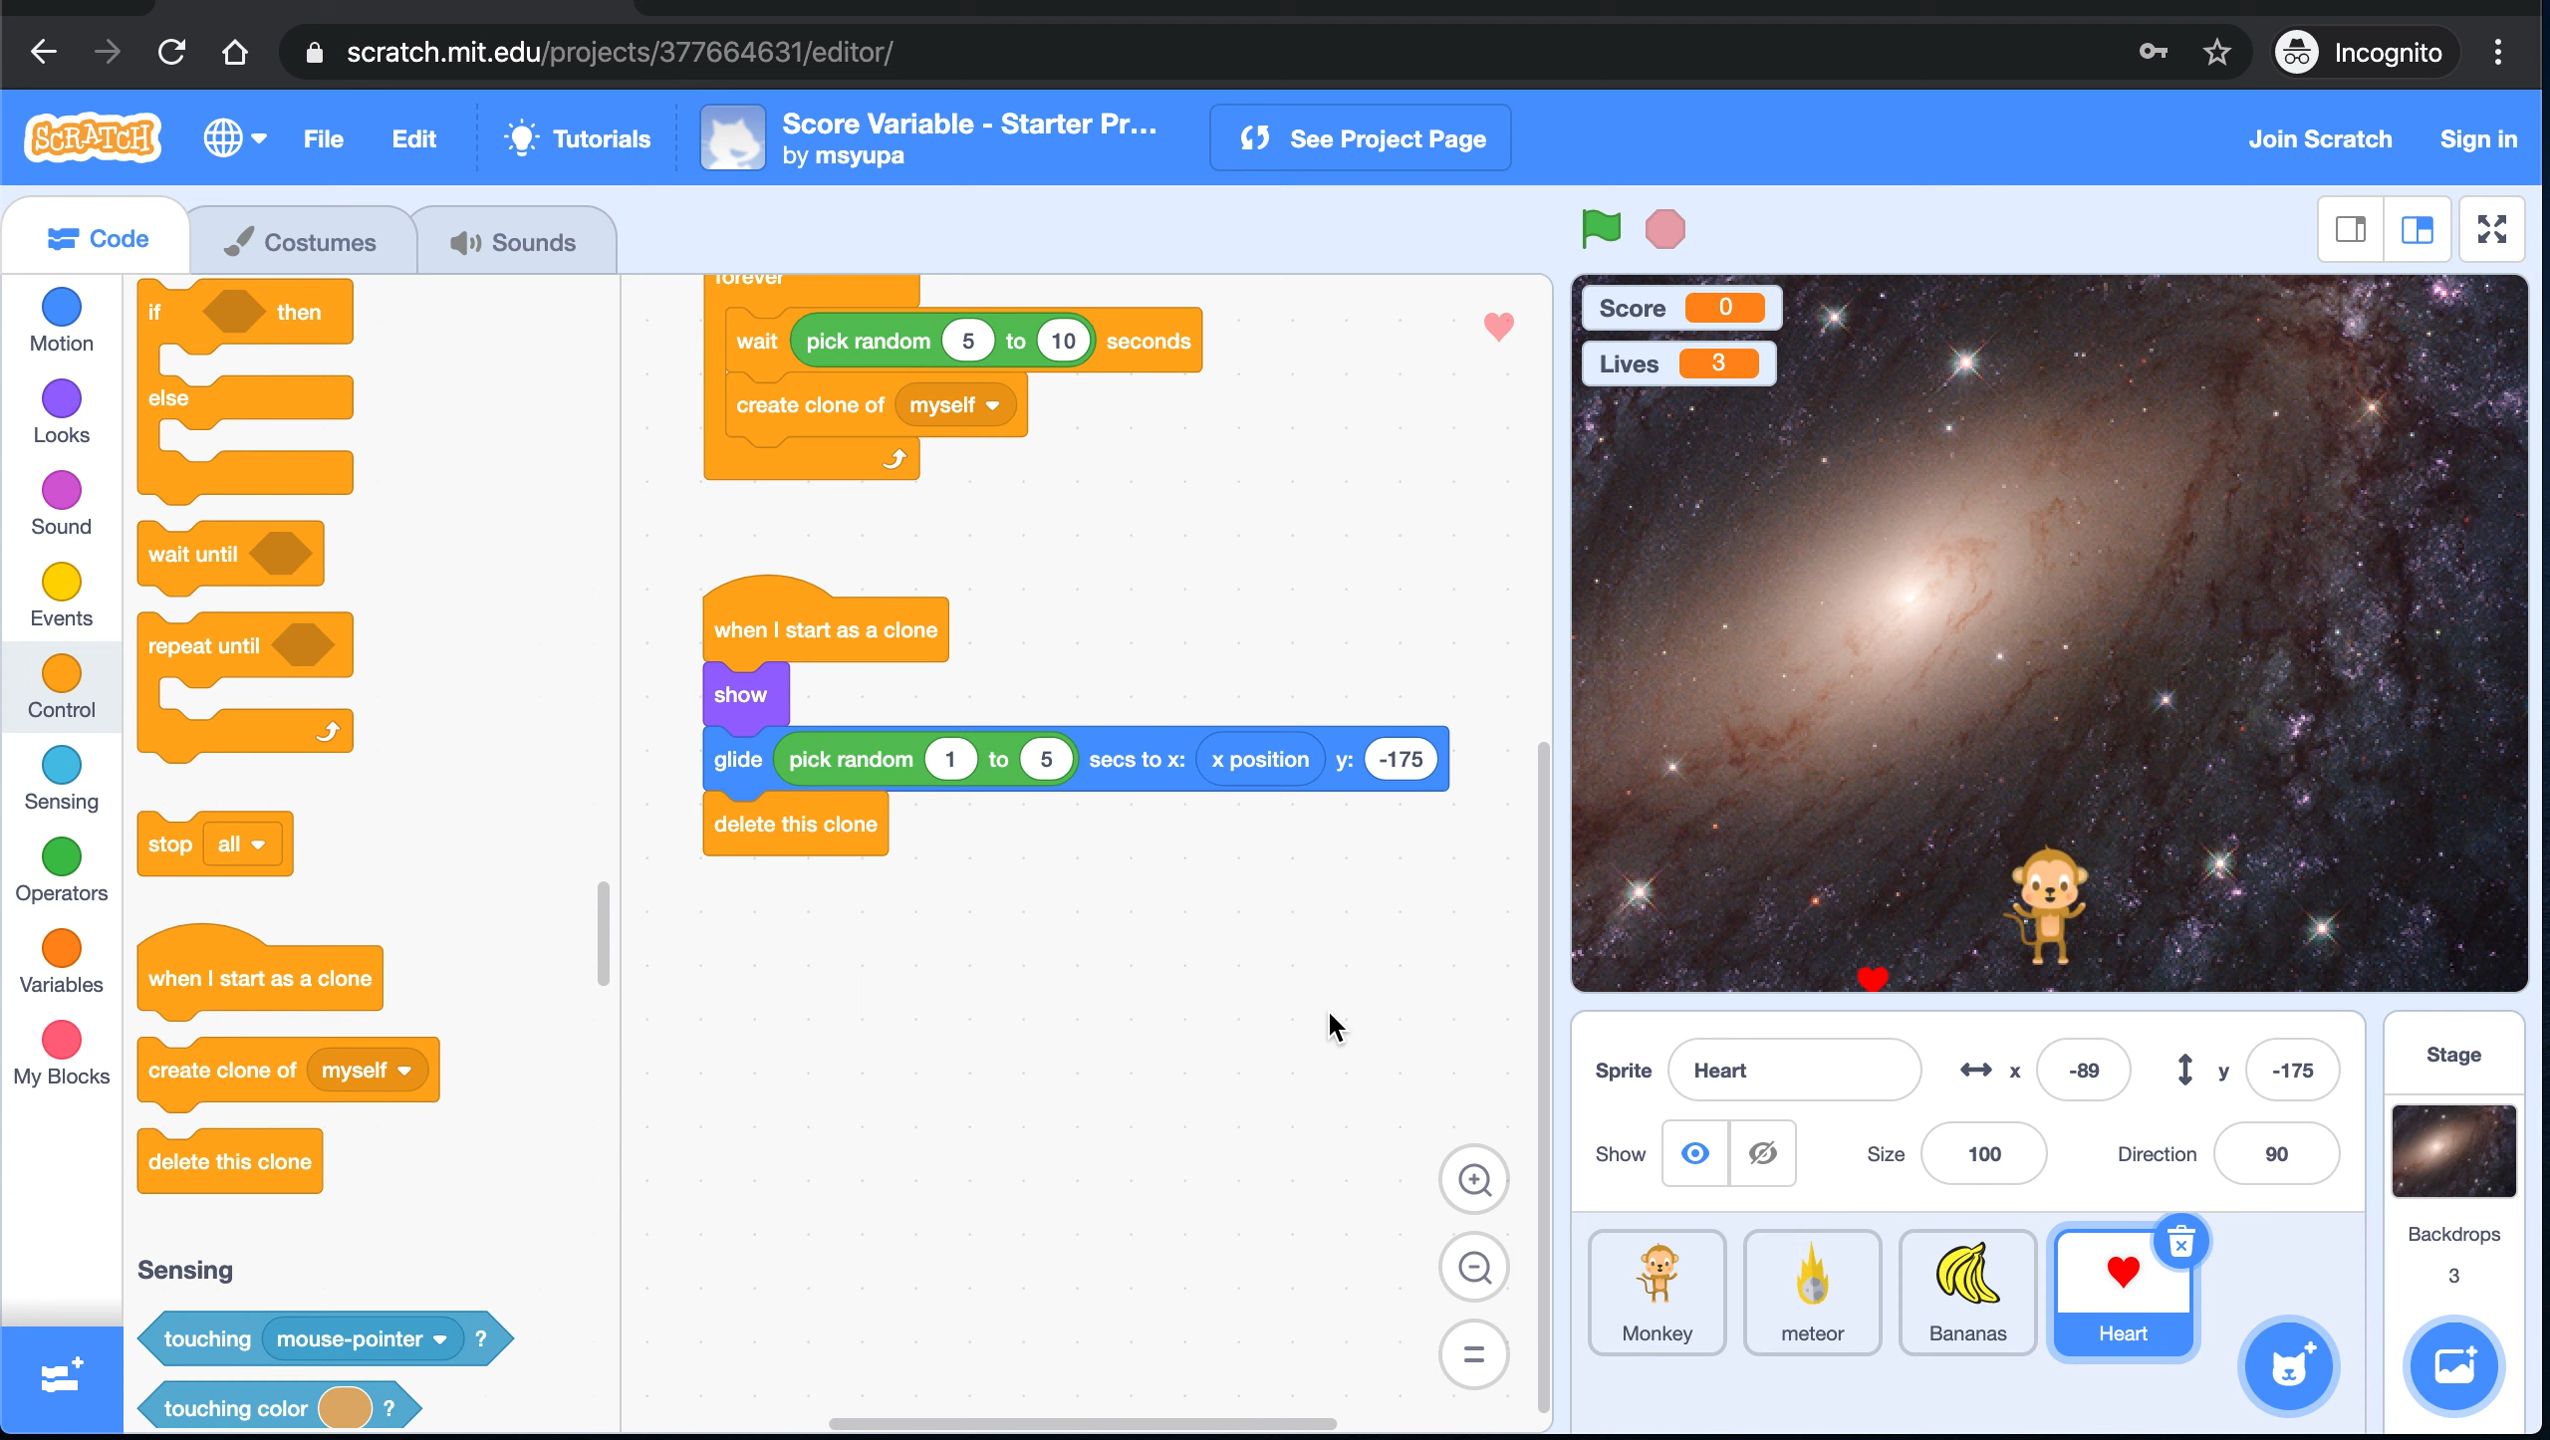 scratch.mit.edu/projects/377664631/editor/
Incognito
SCRATCH
File
Edit
Tutorials
Score Variable - Starter Pr...
by msyupa
See Project Page
Join Scratch
Sign in
Code
Costumes
Sounds
Motion
Looks
Sound
Events
Control
Sensing
Operators
Variables
My Blocks
if then
else
wait until
repeat until
stop all
when I start as a clone
create clone of myself
delete this clone
Sensing
touching mouse-pointer ?
touching color ?
forever
wait pick random 5 to 10 seconds
create clone of myself
when I start as a clone
show
glide pick random 1 to 5 secs to x: x position y: -175
delete this clone
Score 0
Lives 3
Sprite Heart x -89 y -175
Show Size 100 Direction 90
Monkey
meteor
Bananas
Heart
Stage
Backdrops
3